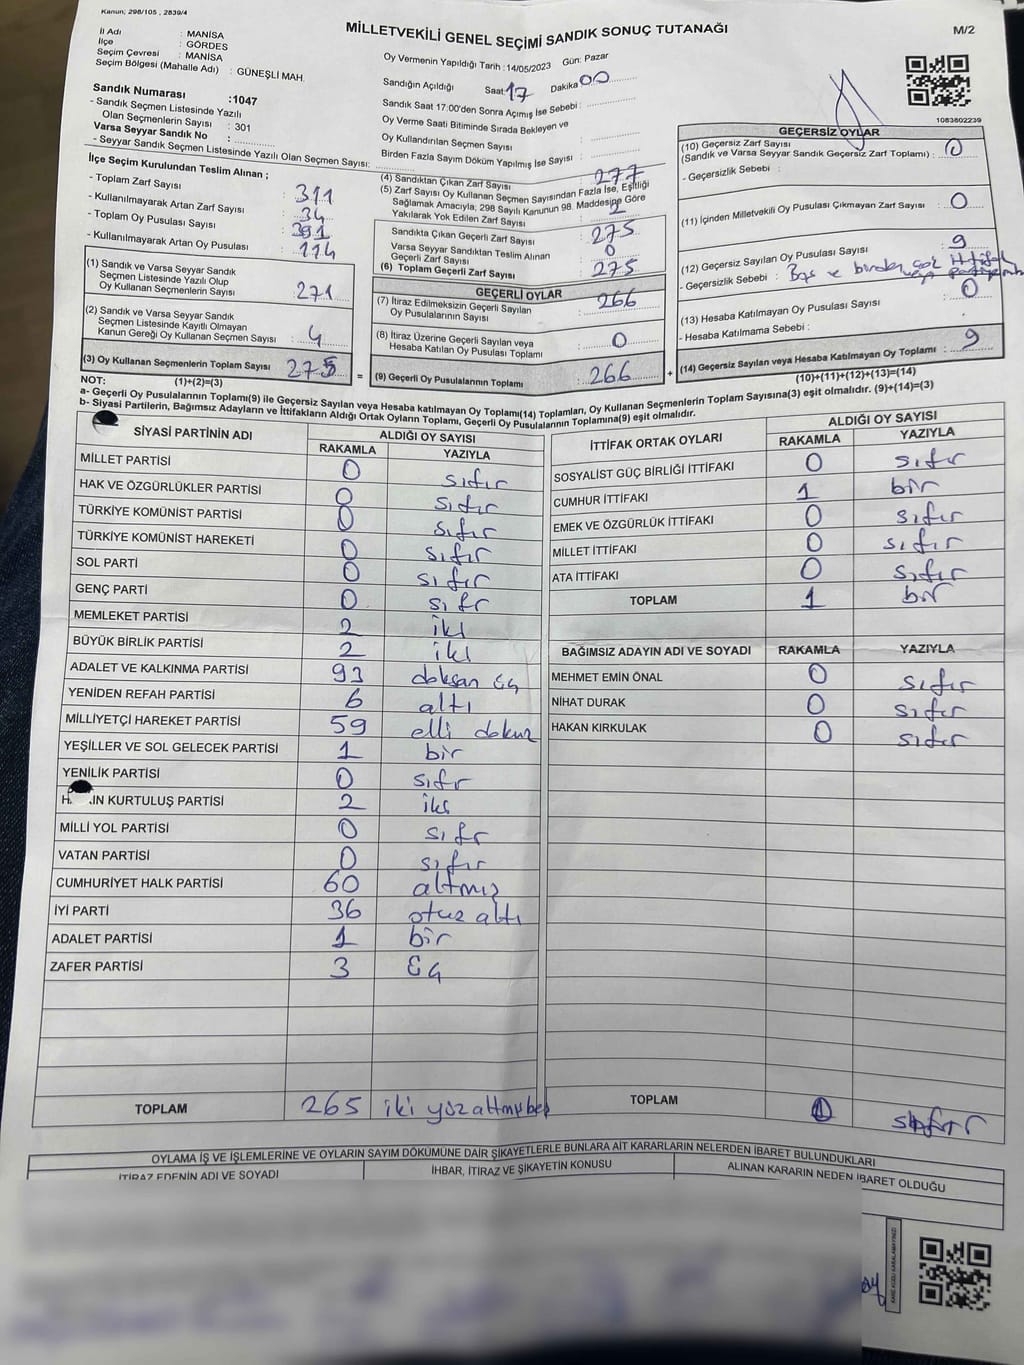 Kanun; 298/105 , 2839/4
MİLLETVEKİLİ GENEL SEÇİMİ SANDIK SONUÇ TUTANAĞI
M/2
İl Adı : MANİSA
İlçe : GÖRDES
Seçim Çevresi : MANİSA
Seçim Bölgesi (Mahalle Adı) : GÜNEŞLİ MAH.
Sandık Numarası :1047
- Sandık Seçmen Listesinde Yazılı
Olan Seçmenlerin Sayısı : 301
Varsa Seyyar Sandık No :
- Seyyar Sandık Seçmen Listesinde Yazılı Olan Seçmen Sayısı:
İlçe Seçim Kurulundan Teslim Alınan ;
- Toplam Zarf Sayısı : 311
- Kullanılmayarak Artan Zarf Sayısı : 34
- Toplam Oy Pusulası Sayısı : 391
- Kullanılmayarak Artan Oy Pusulası : 114
(1) Sandık ve Varsa Seyyar Sandık
Seçmen Listesinde Yazılı Olup
Oy Kullanan Seçmenlerin Sayısı : 271
(2) Sandık ve Varsa Seyyar Sandık
Seçmen Listesinde Kayıtlı Olmayan
Kanun Gereği Oy Kullanan Seçmen Sayısı : 4
(3) Oy Kullanan Seçmenlerin Toplam Sayısı : 275
Oy Vermenin Yapıldığı Tarih :14/05/2023 Gün: Pazar
Sandığın Açıldığı Saat 17 Dakika 00
Sandık Saat 17:00'den Sonra Açımış İse Sebebi :
Oy Verme Saati Bitiminde Sırada Bekleyen ve
Oy Kullandırılan Seçmen Sayısı :
Birden Fazla Sayım Döküm Yapılmış İse Sayısı :
(4) Sandıktan Çıkan Zarf Sayısı : 277
(5) Zarf Sayısı Oy Kullanan Seçmen Sayısından Fazla İse, Eşitliği
Sağlamak Amacıyla; 298 Sayılı Kanunun 98. Maddesine Göre
Yakılarak Yok Edilen Zarf Sayısı : 2
Sandıkta Çıkan Geçerli Zarf Sayısı : 275
Varsa Seyyar Sandıktan Teslim Alınan
Geçerli Zarf Sayısı : 0
(6) Toplam Geçerli Zarf Sayısı : 275
GEÇERLİ OYLAR
(7) İtiraz Edilmeksizin Geçerli Sayılan
Oy Pusulalarının Sayısı : 266
(8) İtiraz Üzerine Geçerli Sayılan veya
Hesaba Katılan Oy Pusulası Toplamı : 0
= (9) Geçerli Oy Pusulalarının Toplamı : 266 +
1083802239
GEÇERSİZ OYLAR
(10) Geçersiz Zarf Sayısı
(Sandık ve Varsa Seyyar Sandık Geçersiz Zarf Toplamı) : 0
- Geçersizlik Sebebi :
(11) İçinden Milletvekili Oy Pusulası Çıkmayan Zarf Sayısı : 0
(12) Geçersiz Sayılan Oy Pusulası Sayısı : 9
- Geçersizlik Sebebi : Boş ve birden çok ittifak
veya
(13) Hesaba Katılmayan Oy Pusulası Sayısı : 0
- Hesaba Katılmama Sebebi :
(14) Geçersiz Sayılan veya Hesaba Katılmayan Oy Toplamı : 9
NOT: (1)+(2)=(3)
(10)+(11)+(12)+(13)=(14)
a- Geçerli Oy Pusulalarının Toplamı(9) ile Geçersiz Sayılan veya Hesaba katılmayan Oy Toplamı(14) Toplamları, Oy Kullanan Seçmenlerin Toplam Sayısına(3) eşit olmalıdır. (9)+(14)=(3)
b- Siyasi Partilerin, Bağımsız Adayların ve İttifakların Aldığı Ortak Oyların Toplamı, Geçerli Oy Pusulalarının Toplamına(9) eşit olmalıdır.
SİYASİ PARTİNİN ADI
ALDIĞI OY SAYISI
RAKAMLA YAZIYLA
MİLLET PARTİSİ 0 sıfır
HAK VE ÖZGÜRLÜKLER PARTİSİ 0 sıfır
TÜRKİYE KOMÜNİST PARTİSİ 0 sıfır
TÜRKİYE KOMÜNİST HAREKETİ 0 sıfır
SOL PARTİ 0 sıfır
GENÇ PARTİ 0 sıfr
MEMLEKET PARTİSİ 2 iki
BÜYÜK BİRLİK PARTİSİ 2 iki
ADALET VE KALKINMA PARTİSİ 93 doksan üç
YENİDEN REFAH PARTİSİ 6 altı
MİLLİYETÇİ HAREKET PARTİSİ 59 elli dokuz
YEŞİLLER VE SOL GELECEK PARTİSİ 1 bir
YENİLİK PARTİSİ 0 sıfr
H IN KURTULUŞ PARTİSİ 2 iki
MİLLİ YOL PARTİSİ 0 sıfr
VATAN PARTİSİ 0 sıfır
CUMHURİYET HALK PARTİSİ 60 altmış
İYİ PARTİ 36 otuz altı
ADALET PARTİSİ 1 bir
ZAFER PARTİSİ 3 üç
TOPLAM 265 iki yüz altmış beş
İTTİFAK ORTAK OYLARI
ALDIĞI OY SAYISI
RAKAMLA YAZIYLA
SOSYALİST GÜÇ BİRLİĞİ İTTİFAKI 0 sıfır
CUMHUR İTTİFAKI 1 bir
EMEK VE ÖZGÜRLÜK İTTİFAKI 0 sıfır
MİLLET İTTİFAKI 0 sıfır
ATA İTTİFAKI 0 sıfır
TOPLAM 1 bir
BAĞIMSIZ ADAYIN ADI VE SOYADI RAKAMLA YAZIYLA
MEHMET EMİN ÖNAL 0 sıfır
NİHAT DURAK 0 sıfır
HAKAN KIRKULAK 0 sıfır
TOPLAM
OYLAMA İŞ VE İŞLEMLERİNE VE OYLARIN SAYIM DÖKÜMÜNE DAİR ŞİKAYETLERLE BUNLARA AİT KARARLARIN NELERDEN İBARET BULUNDUKLARI
İTİRAZ EDENİN ADI VE SOYADI
İHBAR, İTİRAZ VE ŞİKAYETİN KONUSU
ALINAN KARARIN NEDEN İBARET OLDUĞU